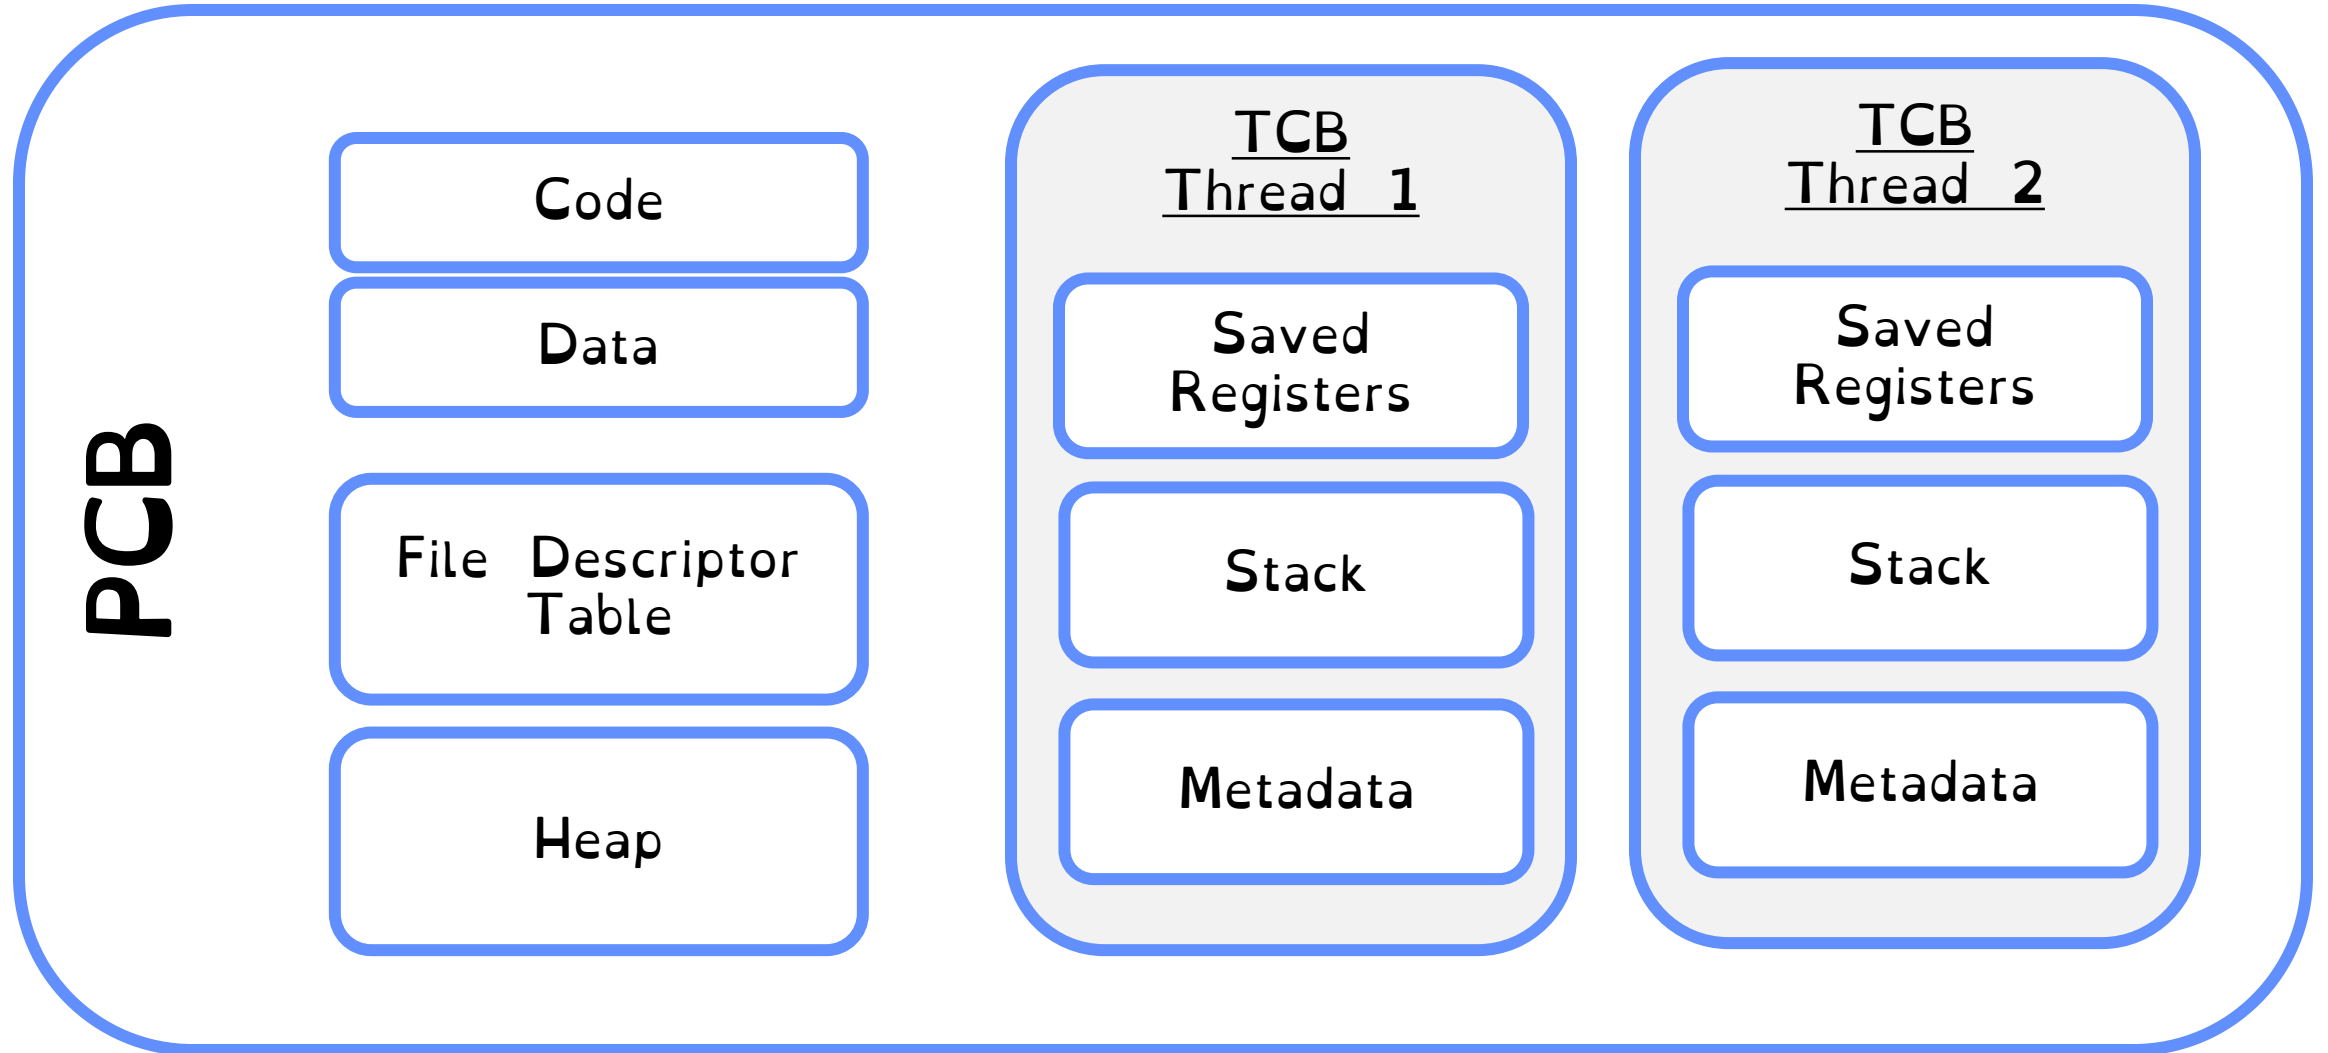 PCB
Code
Data
File Descriptor
Table
Heap
TCB
Thread 1
Saved
Registers
Stack
Metadata
TCB
Thread 2
Saved
Registers
Stack
Metadata